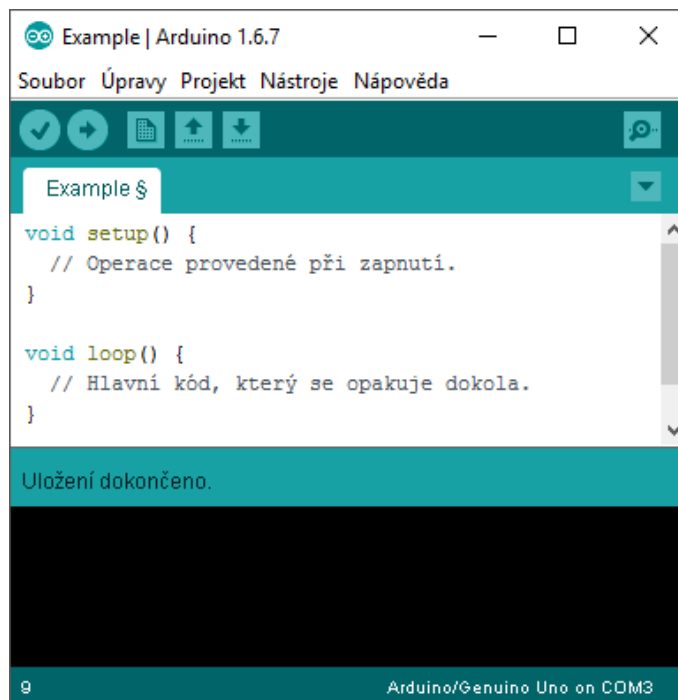 Example | Arduino 1.6.7
Soubor Úpravy Projekt Nástroje Nápověda
Example §
void setup() {
  // Operace provedené při zapnutí.
}
void loop() {
  // Hlavní kód, který se opakuje dokola.
}
Uložení dokončeno.
9 Arduino/Genuino Uno on COM3